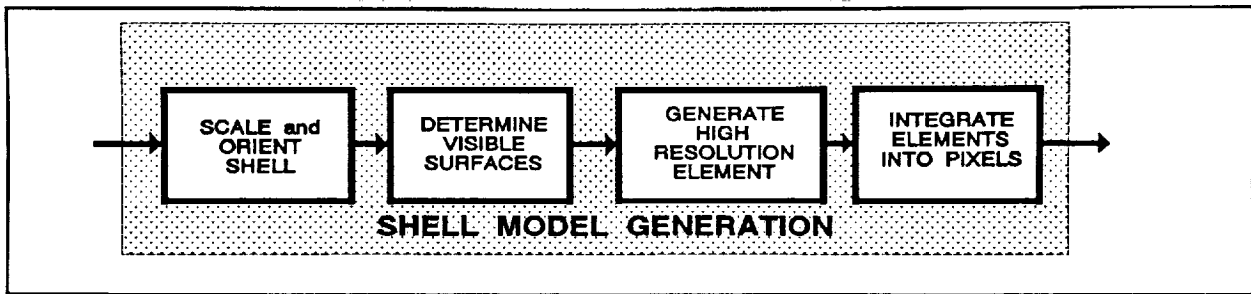 SCALE and
ORIENT
SHELL
DETERMINE
VISIBLE
SURFACES
GENERATE
HIGH
RESOLUTION
ELEMENT
INTEGRATE
ELEMENTS
INTO PIXELS
SHELL MODEL GENERATION